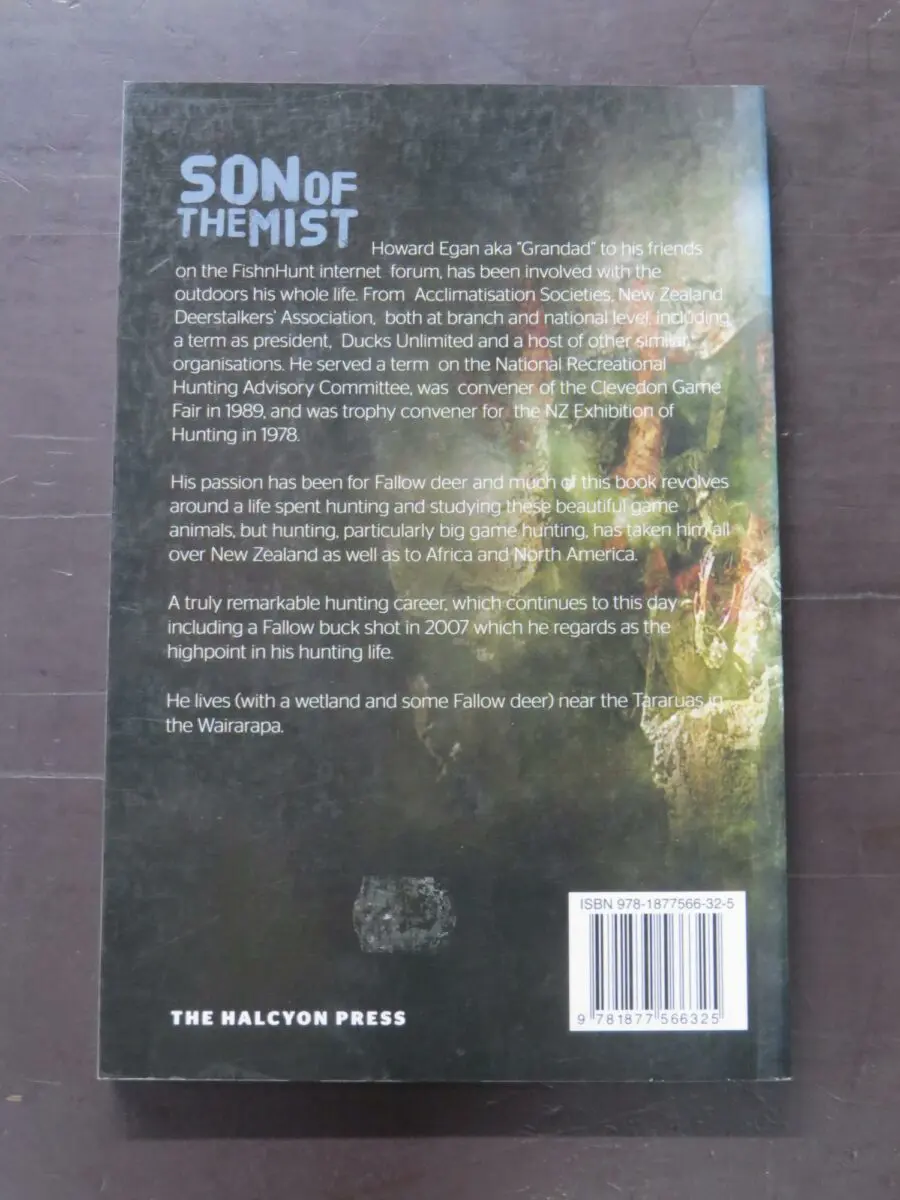 SON OF
THE MIST
Howard Egan aka "Grandad" to his friends
on the FishnHunt internet forum, has been involved with the
outdoors his whole life. From Acclimatisation Societies, New Zealand
Deerstalkers' Association, both at branch and national level, including
a term as president, Ducks Unlimited and a host of other similar
organisations. He served a term on the National Recreational
Hunting Advisory Committee, was convener of the Clevedon Game
Fair in 1989, and was trophy convener for the NZ Exhibition of
Hunting in 1978.
His passion has been for Fallow deer and much of this book revolves
around a life spent hunting and studying these beautiful game
animals, but hunting, particularly big game hunting, has taken him all
over New Zealand as well as to Africa and North America.
A truly remarkable hunting career, which continues to this day
including a Fallow buck shot in 2007 which he regards as the
highpoint in his hunting life.
He lives (with a wetland and some Fallow deer) near the Tararuas in
the Wairarapa.
ISBN 978-1877566-32-5
9 781877 566325
THE HALCYON PRESS